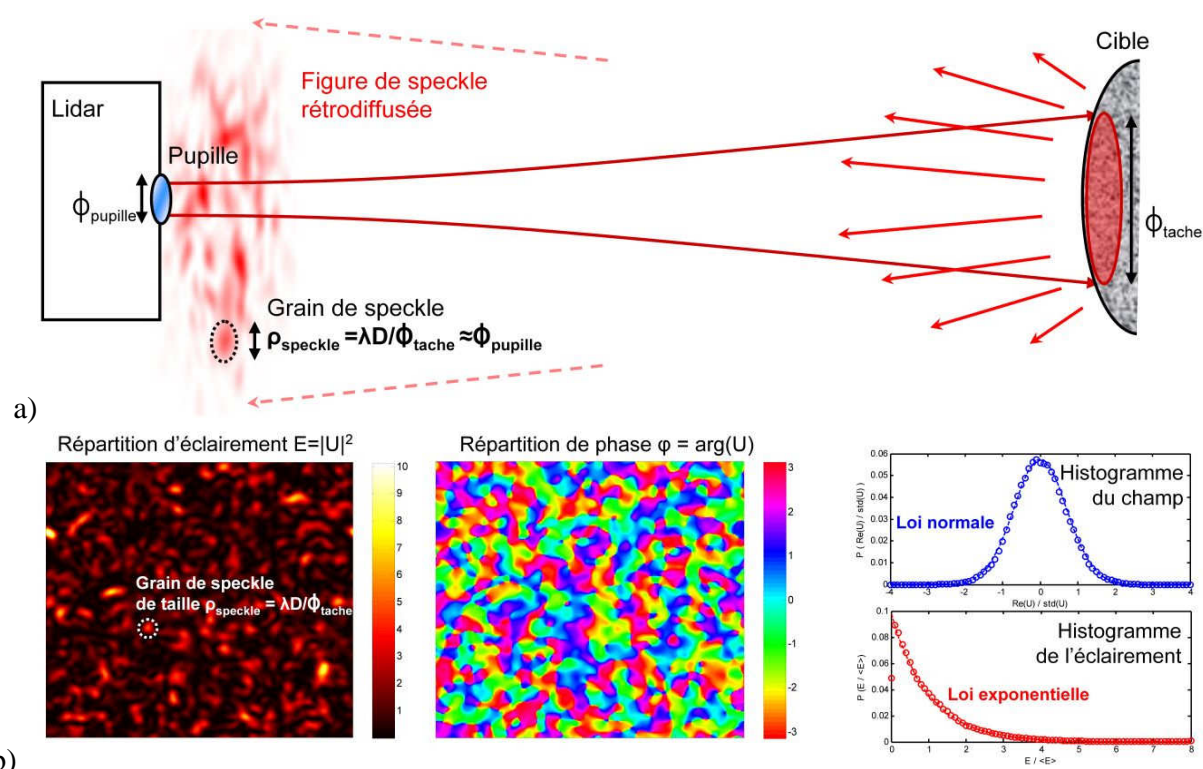 Cible
Figure de speckle
rétrodiffusée
Lidar
Pupille
ϕpupille
ϕtache
Grain de speckle
ρspeckle =λD/ϕtache ≈ϕpupille
a)
Répartition d'éclairement E=|U|²
Répartition de phase φ = arg(U)
10
9
8
7
6
5
4
3
2
1
Grain de speckle
de taille ρspeckle = λD/ϕtache
3
2
1
0
-1
-2
-3
Histogramme
du champ
Loi normale
P ( Re(U) / std(U) )
0.06
0.05
0.04
0.03
0.02
0.01
0
-4 -3 -2 -1 0 1 2 3 4
Re(U) / std(U)
Histogramme
de l'éclairement
Loi exponentielle
P (E / <E>)
0.1
0.08
0.06
0.04
0.02
0
0 1 2 3 4 5 6 7 8
E / <E>
b)